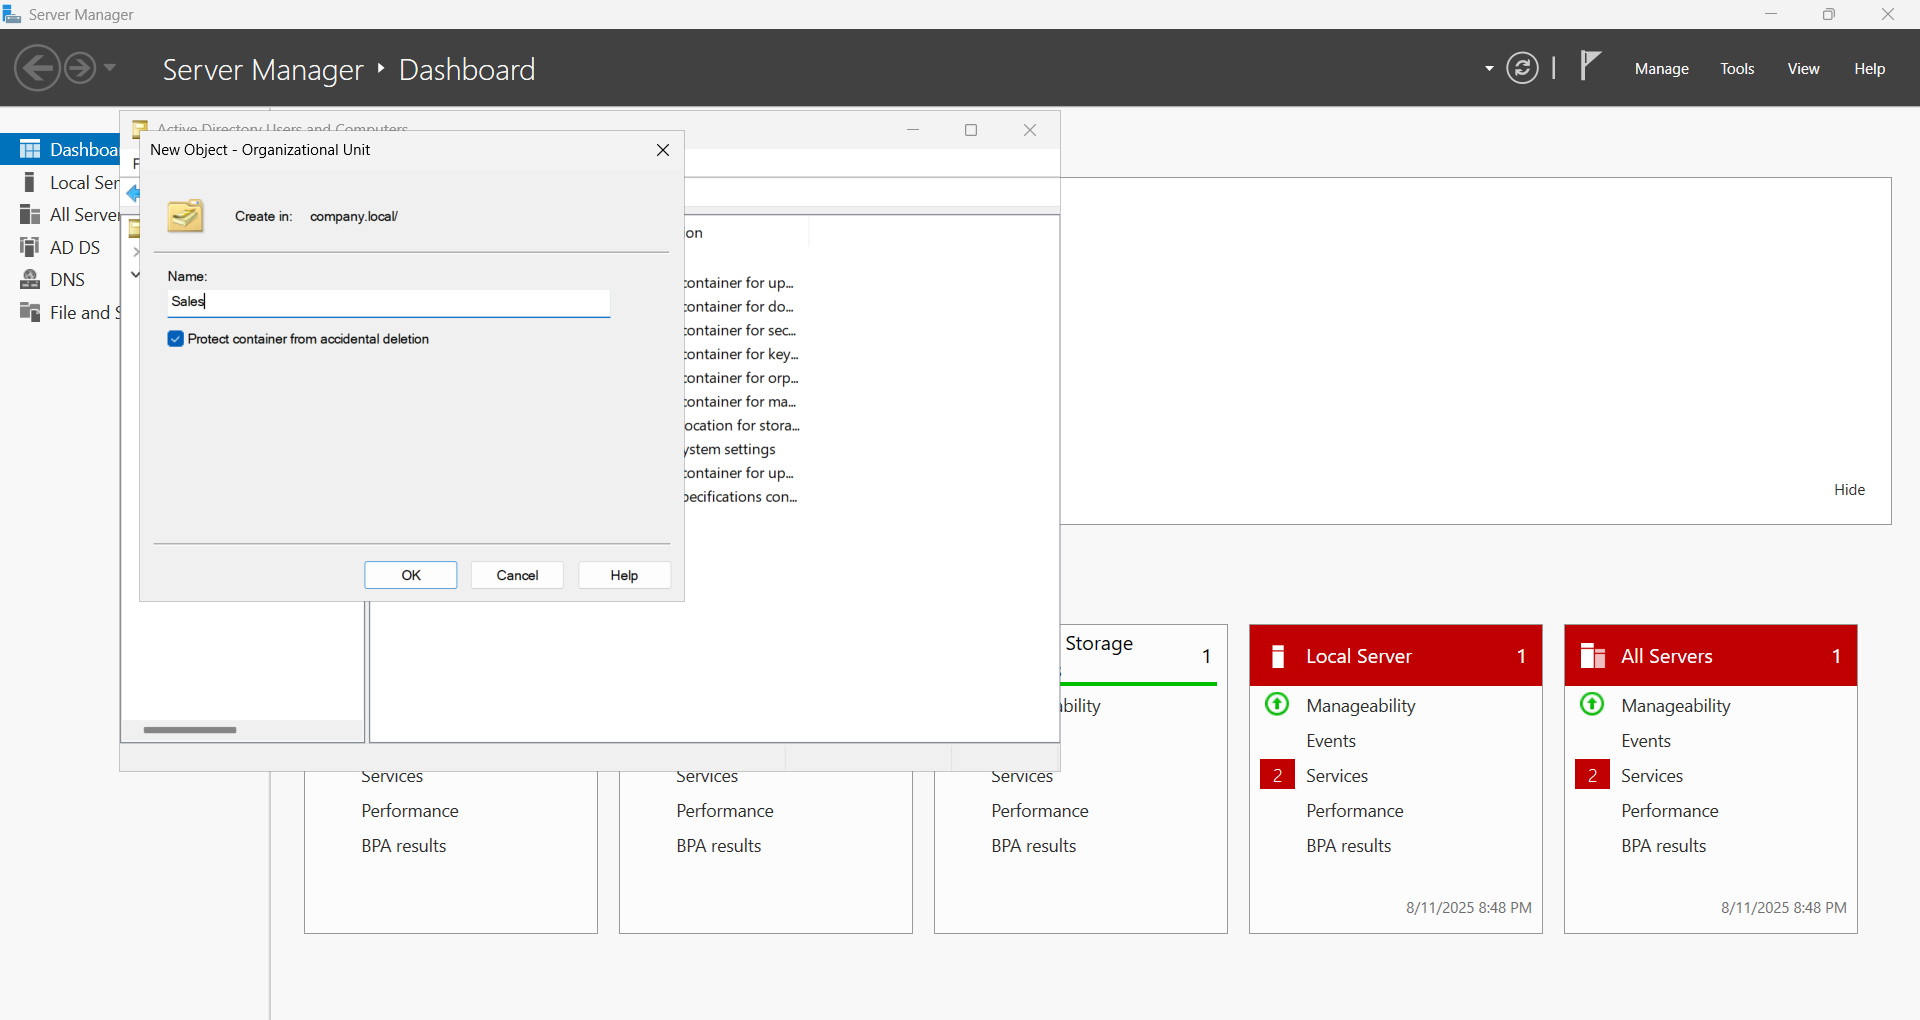 Server Manager
Server Manager ‣ Dashboard
Manage Tools View Help
Active Directory Users and Computers
New Object - Organizational Unit
Create in: company.local/
Name:
Sales
Protect container from accidental deletion
OK Cancel Help
Dashboa
Local Ser
All Server
AD DS
DNS
File and S
F
ion
container for up...
container for do...
container for sec...
container for key...
container for orp...
container for ma...
ocation for stora...
ystem settings
container for up...
pecifications con...
Hide
Services
Performance
BPA results
Services
Performance
BPA results
Storage 1
ability
Services
Performance
BPA results
Local Server 1
Manageability
Events
2 Services
Performance
BPA results
8/11/2025 8:48 PM
All Servers 1
Manageability
Events
2 Services
Performance
BPA results
8/11/2025 8:48 PM